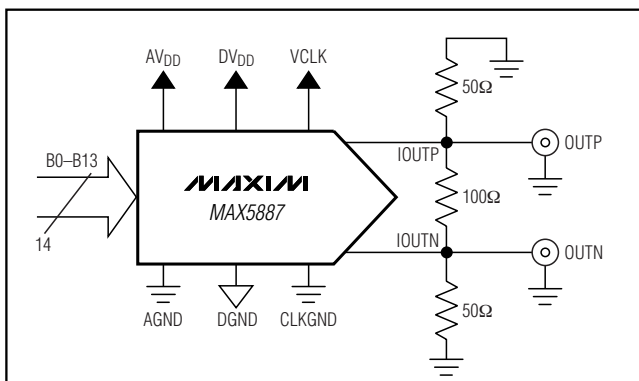 AVDD DVDD VCLK
50Ω
B0–B13
IOUTP
OUTP
MAXIM
MAX5887
100Ω
14
IOUTN
OUTN
50Ω
AGND DGND CLKGND